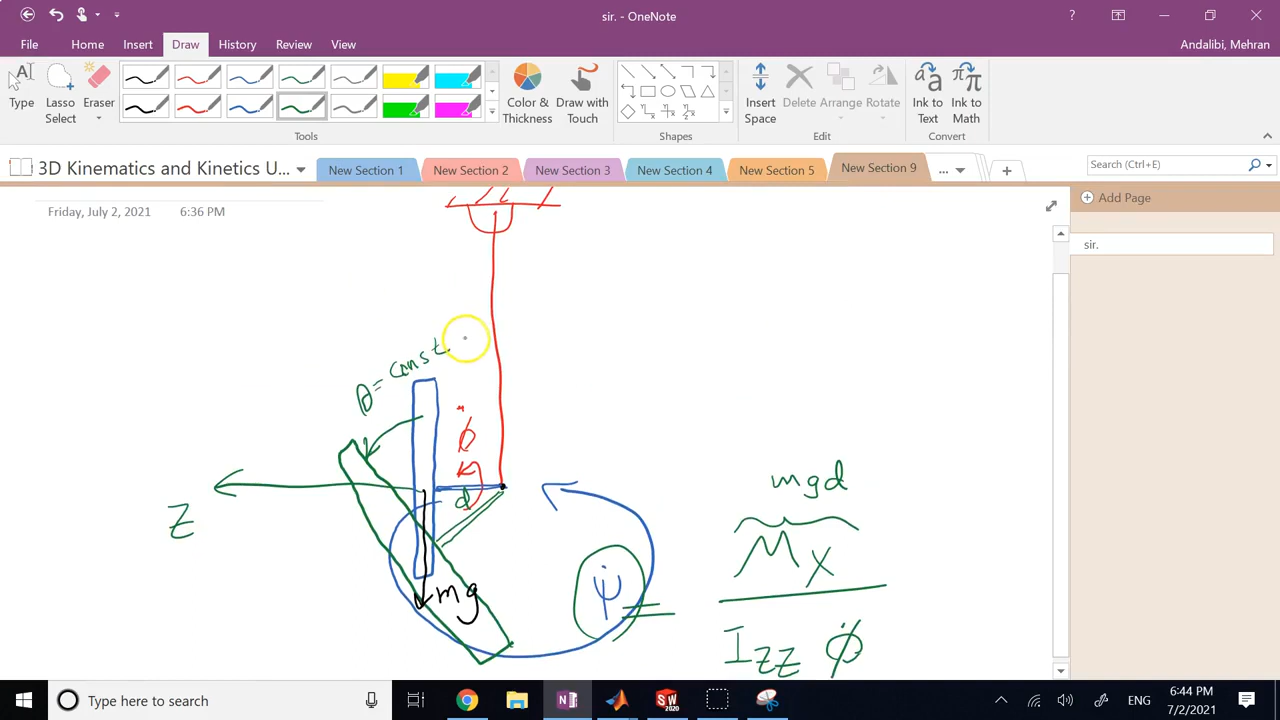 sir. - OneNote
File Home Insert Draw History Review View
Andalibi, Mehran
Type
Lasso Select
Eraser
Color & Thickness
Draw with Touch
Insert Space
Delete
Arrange
Rotate
Ink to Text
Ink to Math
Tools
Shapes
Edit
Convert
3D Kinematics and Kinetics U...
New Section 1
New Section 2
New Section 3
New Section 4
New Section 5
New Section 9
...
Search (Ctrl+E)
Friday, July 2, 2021 6:36 PM
Add Page
sir.
θ = const.
φ̇
d
Z
mg
ψ̇ =
mgd
M_X
I_ZZ φ̇
Type here to search
ENG
6:44 PM
7/2/2021